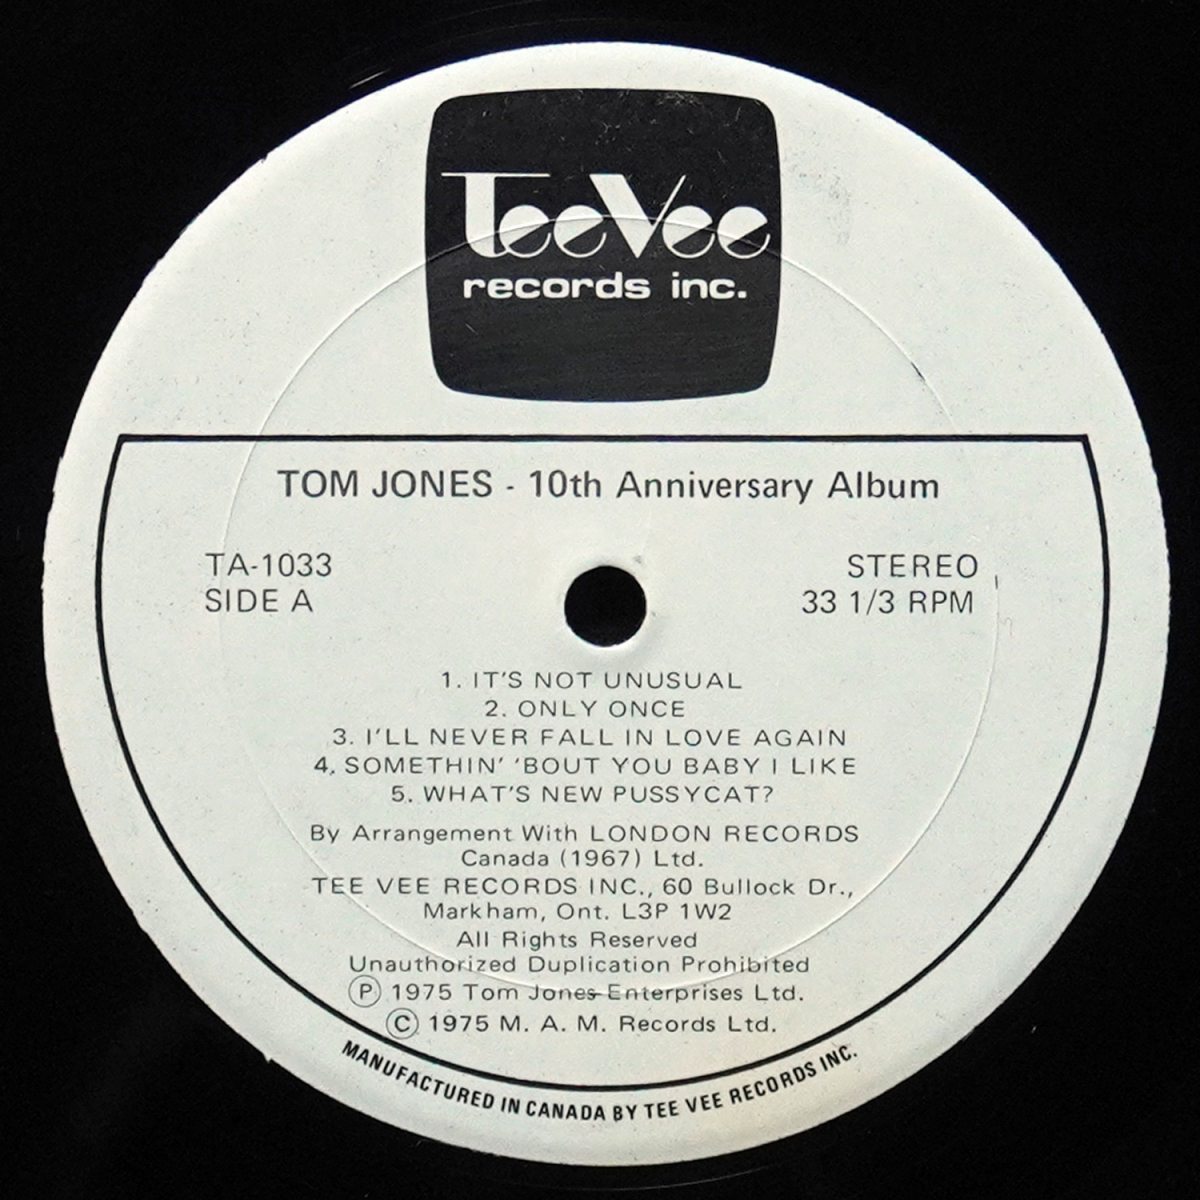 TeeVee
records inc.
TOM JONES - 10th Anniversary Album
TA-1033
SIDE A
STEREO
33 1/3 RPM
1. IT'S NOT UNUSUAL
2. ONLY ONCE
3. I'LL NEVER FALL IN LOVE AGAIN
4. SOMETHIN' 'BOUT YOU BABY I LIKE
5. WHAT'S NEW PUSSYCAT?
By Arrangement With LONDON RECORDS
Canada (1967) Ltd.
TEE VEE RECORDS INC., 60 Bullock Dr.,
Markham, Ont. L3P 1W2
All Rights Reserved
Unauthorized Duplication Prohibited
Ⓟ 1975 Tom Jones Enterprises Ltd.
© 1975 M. A. M. Records Ltd.
MANUFACTURED IN CANADA BY TEE VEE RECORDS INC.